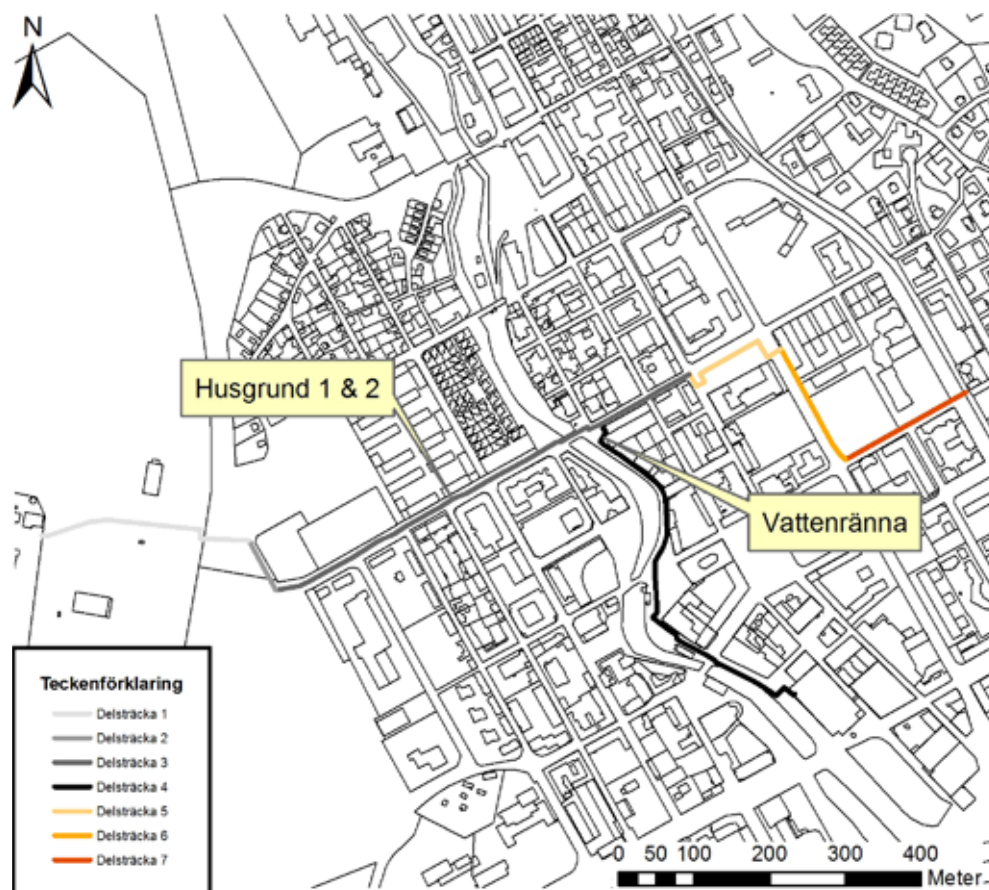 N
Husgrund 1 & 2
Vattenränna
Teckenförklaring
Delsträcka 1
Delsträcka 2
Delsträcka 3
Delsträcka 4
Delsträcka 5
Delsträcka 6
Delsträcka 7
0 50 100 200 300 400
Meter